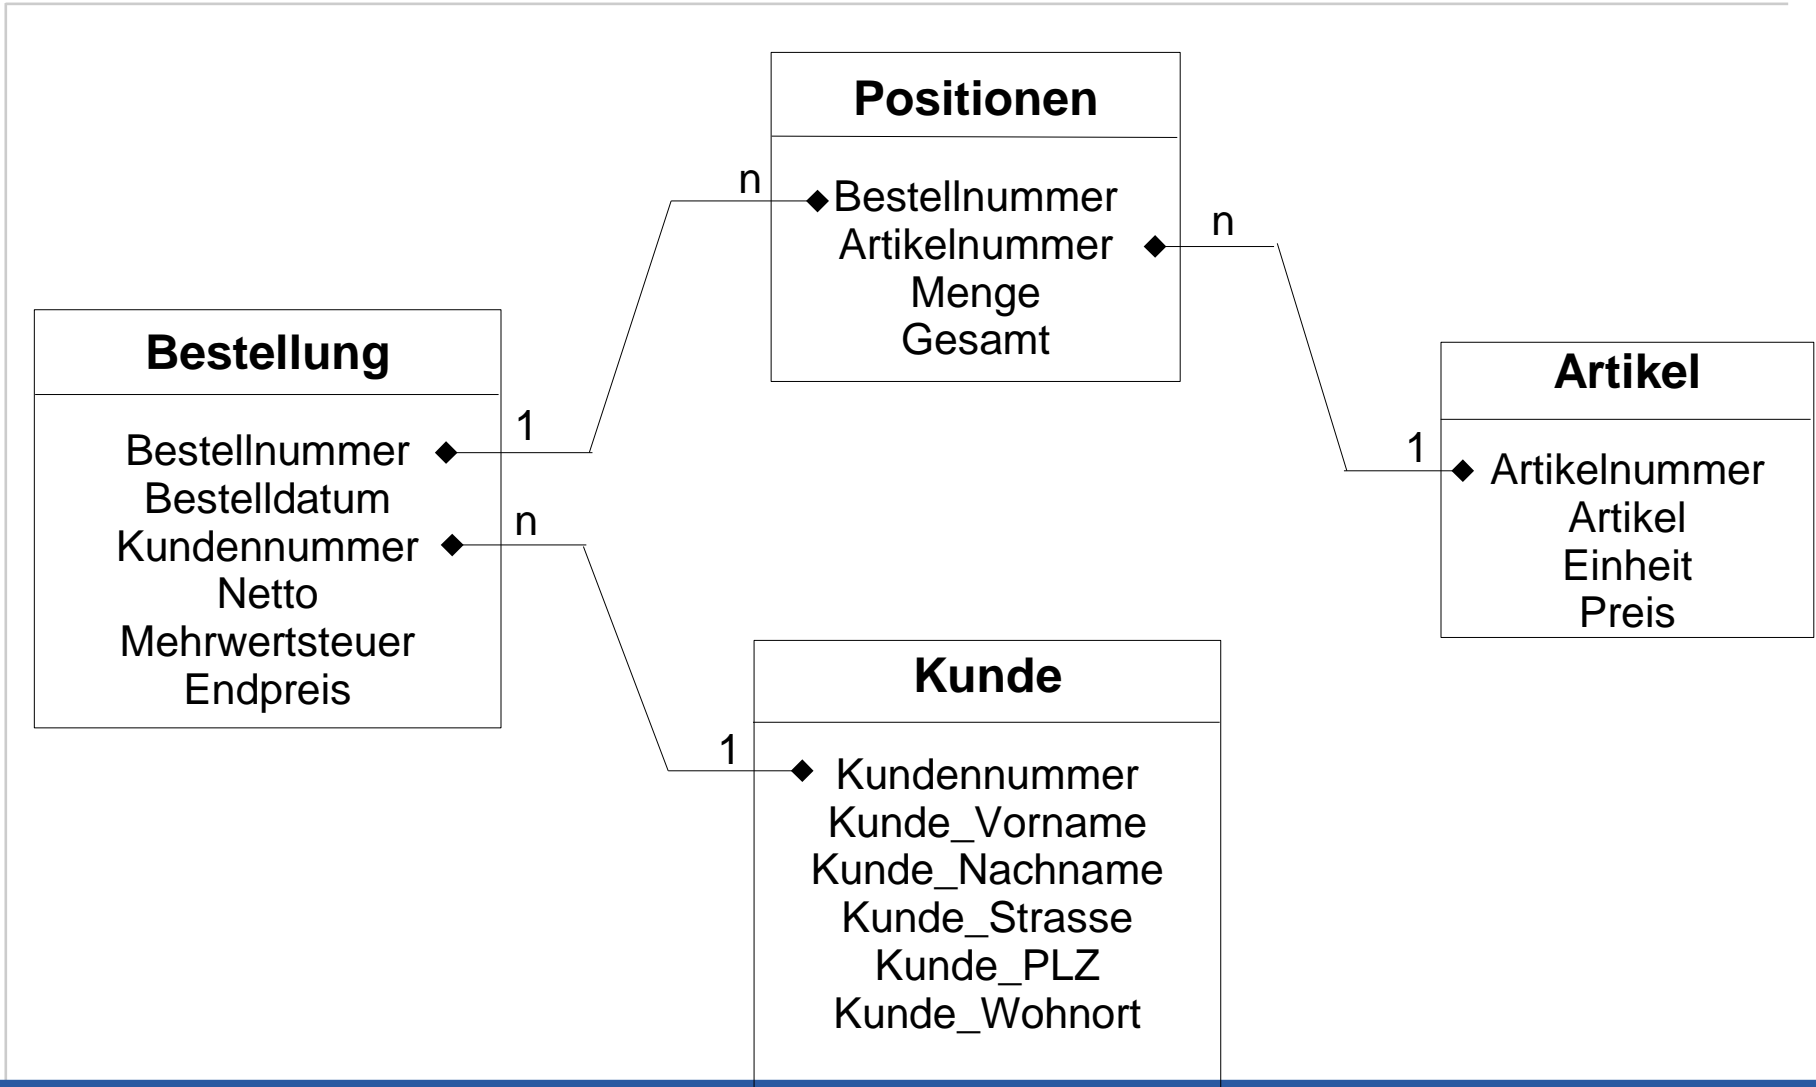 Positionen
n
Bestellnummer
Artikelnummer
n
Menge
Gesamt
Bestellung
1
Bestellnummer
Bestelldatum
Kundennummer
n
Netto
Mehrwertsteuer
Endpreis
Artikel
1
Artikelnummer
Artikel
Einheit
Preis
Kunde
1
Kundennummer
Kunde_Vorname
Kunde_Nachname
Kunde_Strasse
Kunde_PLZ
Kunde_Wohnort